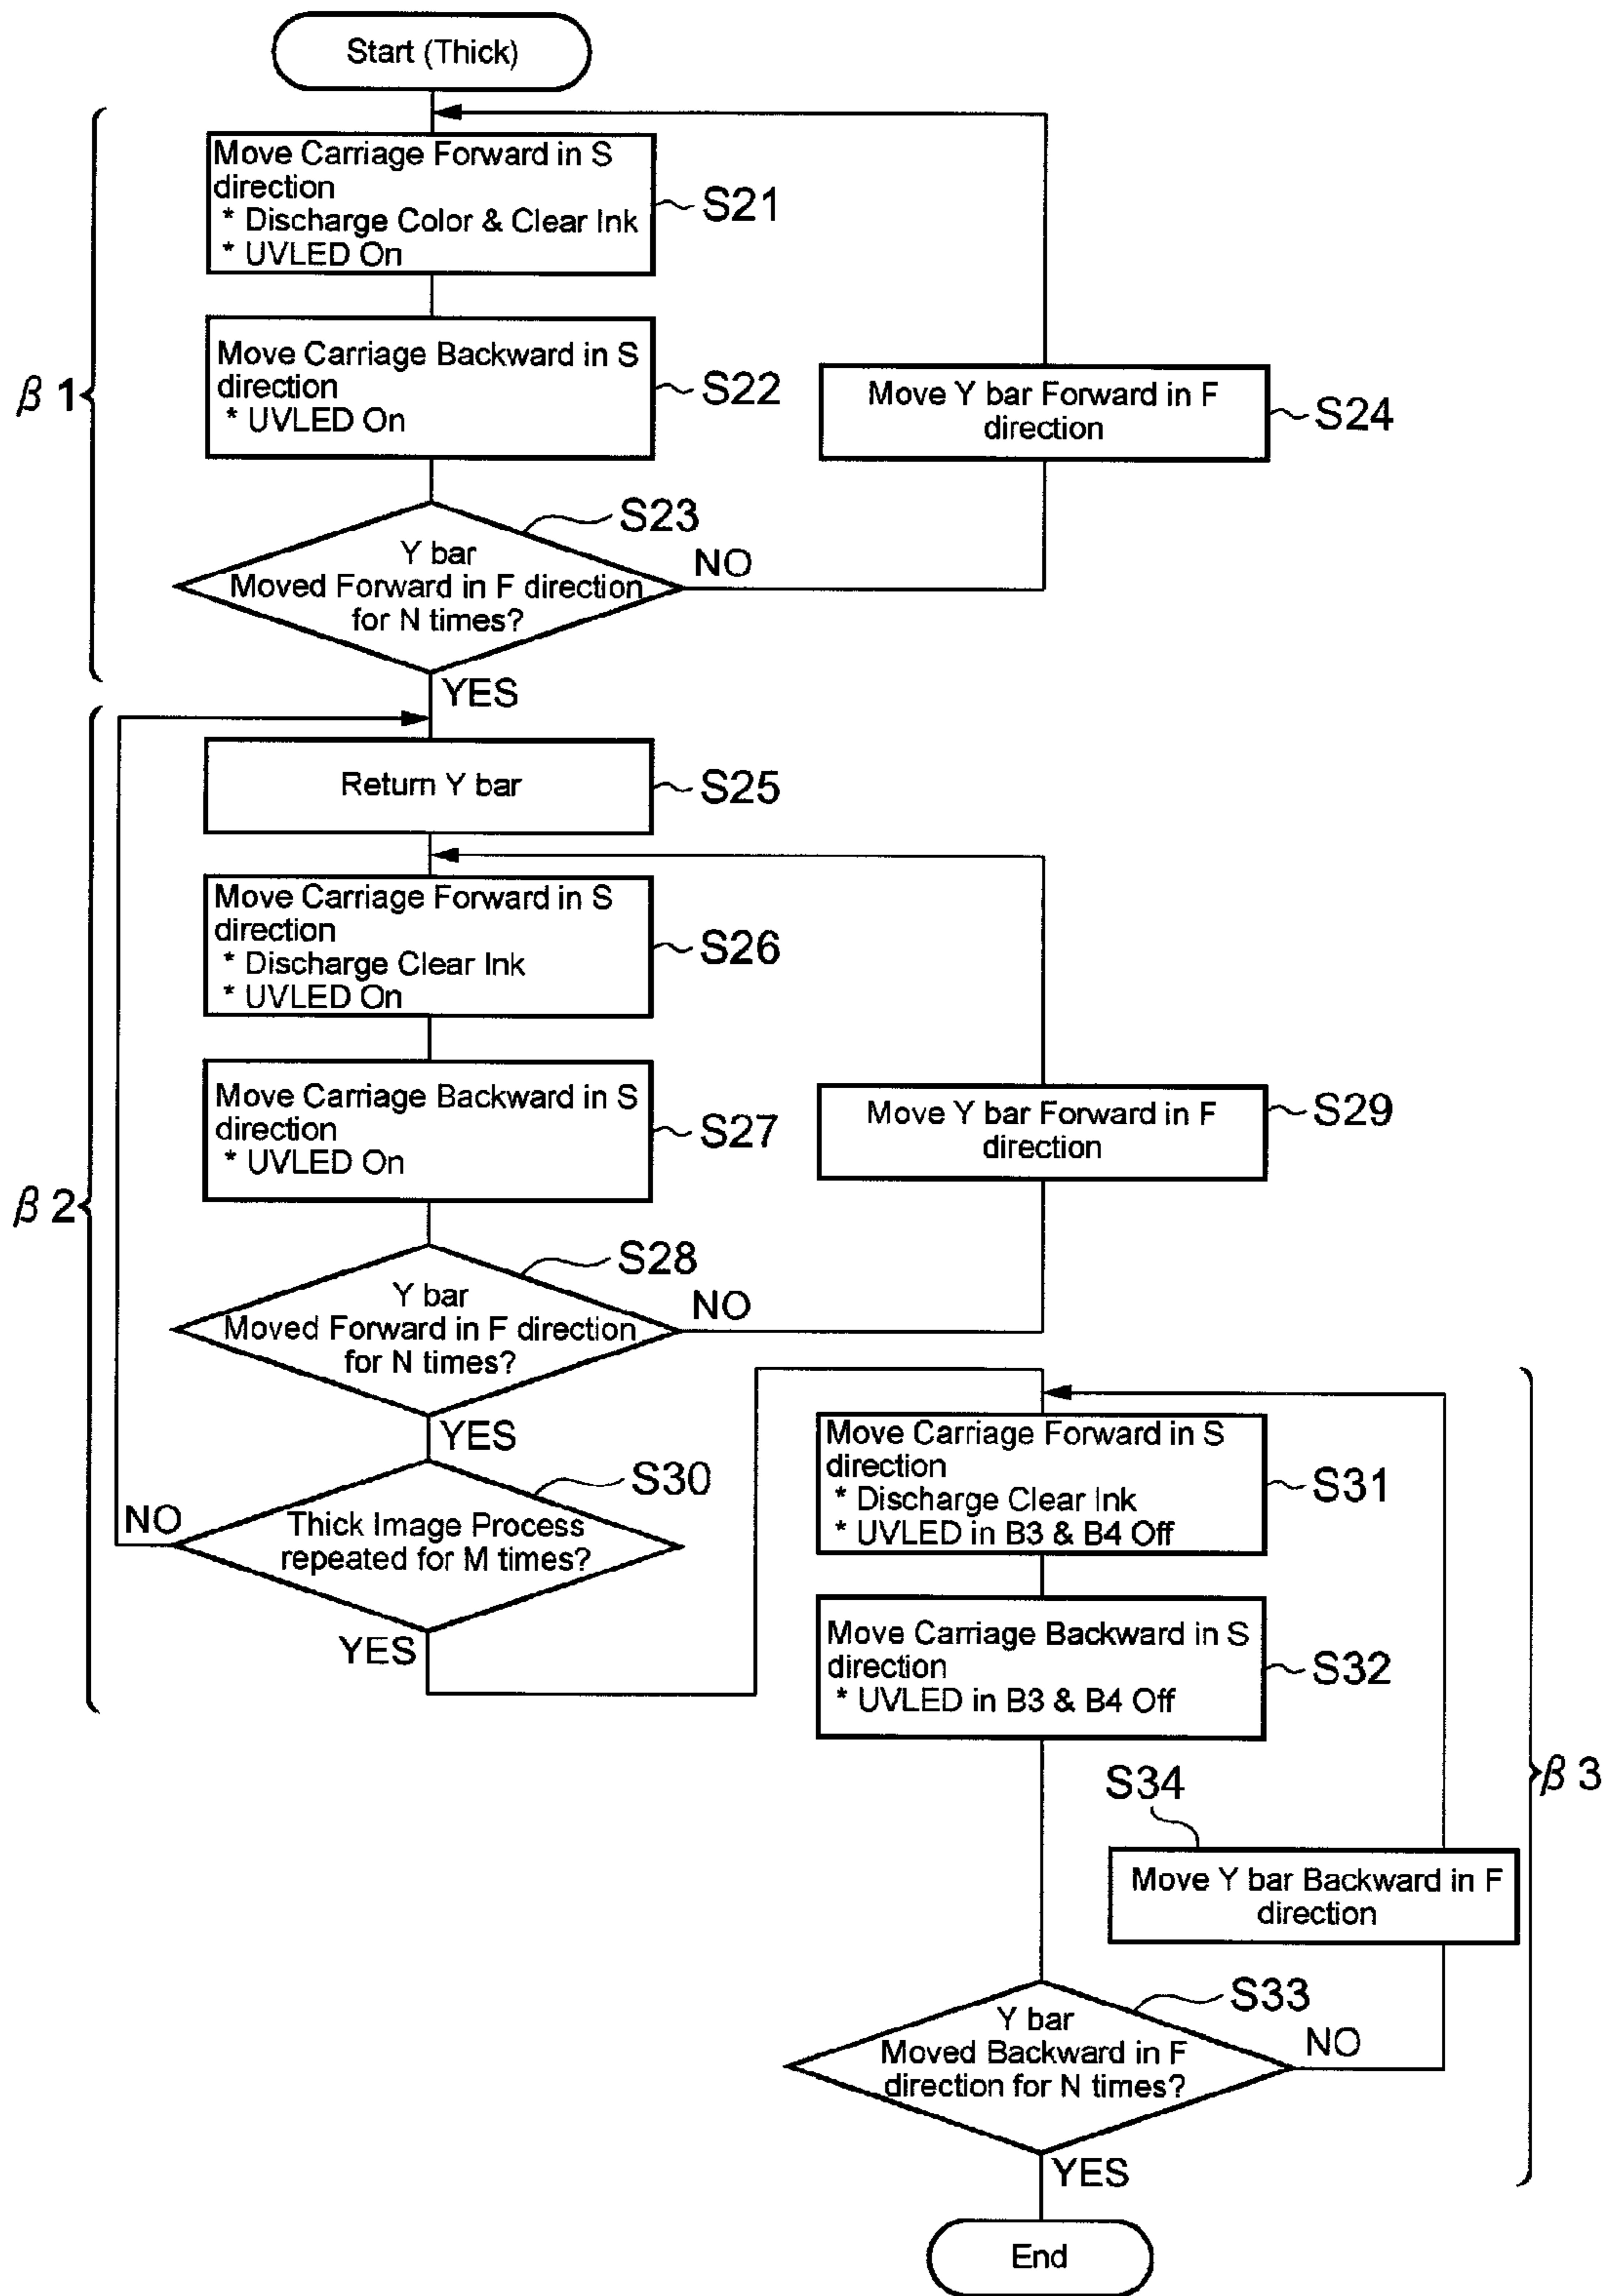 Start (Thick)
Move Carriage Forward in S
direction
* Discharge Color & Clear Ink
* UVLED On
S21
Move Carriage Backward in S
direction
* UVLED On
S22
Move Y bar Forward in F
direction
S24
β1
S23
Y bar
Moved Forward in F direction
for N times?
NO
YES
Return Y bar
S25
Move Carriage Forward in S
direction
* Discharge Clear Ink
* UVLED On
S26
Move Carriage Backward in S
direction
* UVLED On
S27
Move Y bar Forward in F
direction
S29
β2
S28
Y bar
Moved Forward in F direction
for N times?
NO
YES
S30
Thick Image Process
repeated for M times?
NO
YES
Move Carriage Forward in S
direction
* Discharge Clear Ink
* UVLED in B3 & B4 Off
S31
Move Carriage Backward in S
direction
* UVLED in B3 & B4 Off
S32
β3
S34
Move Y bar Backward in F
direction
S33
Y bar
Moved Backward in F
direction for N times?
NO
YES
End